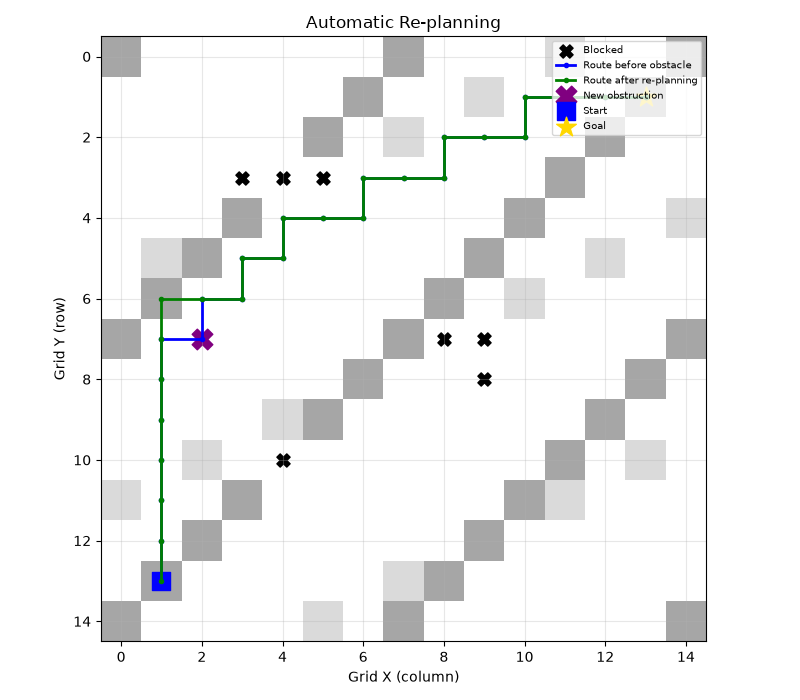 Automatic Re-planning
Blocked
Route before obstacle
Route after re-planning
New obstruction
Start
Goal
Grid Y (row)
0
2
4
6
8
10
12
14
0 2 4 6 8 10 12 14
Grid X (column)